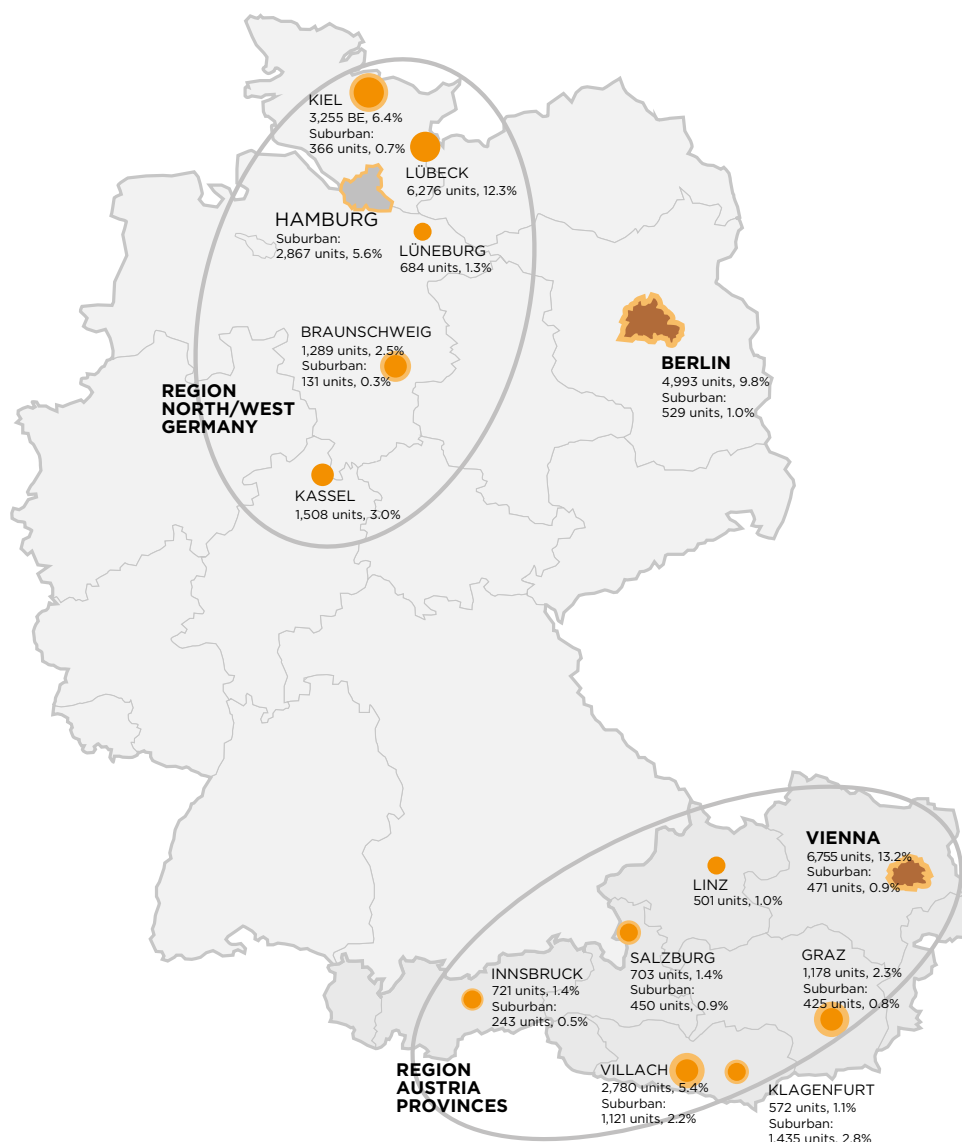 KIEL
3,255 BE, 6.4%
Suburban:
366 units, 0.7%
LÜBECK
6,276 units, 12.3%
HAMBURG
Suburban:
2,867 units, 5.6%
LÜNEBURG
684 units, 1.3%
BRAUNSCHWEIG
1,289 units, 2.5%
Suburban:
131 units, 0.3%
BERLIN
4,993 units, 9.8%
Suburban:
529 units, 1.0%
REGION
NORTH/WEST
GERMANY
KASSEL
1,508 units, 3.0%
VIENNA
6,755 units, 13.2%
Suburban:
471 units, 0.9%
LINZ
501 units, 1.0%
SALZBURG
703 units, 1.4%
Suburban:
450 units, 0.9%
GRAZ
1,178 units, 2.3%
Suburban:
425 units, 0.8%
INNSBRUCK
721 units, 1.4%
Suburban:
243 units, 0.5%
REGION
AUSTRIA
PROVINCES
VILLACH
2,780 units, 5.4%
Suburban:
1,121 units, 2.2%
KLAGENFURT
572 units, 1.1%
Suburban:
1,435 units, 2.8%